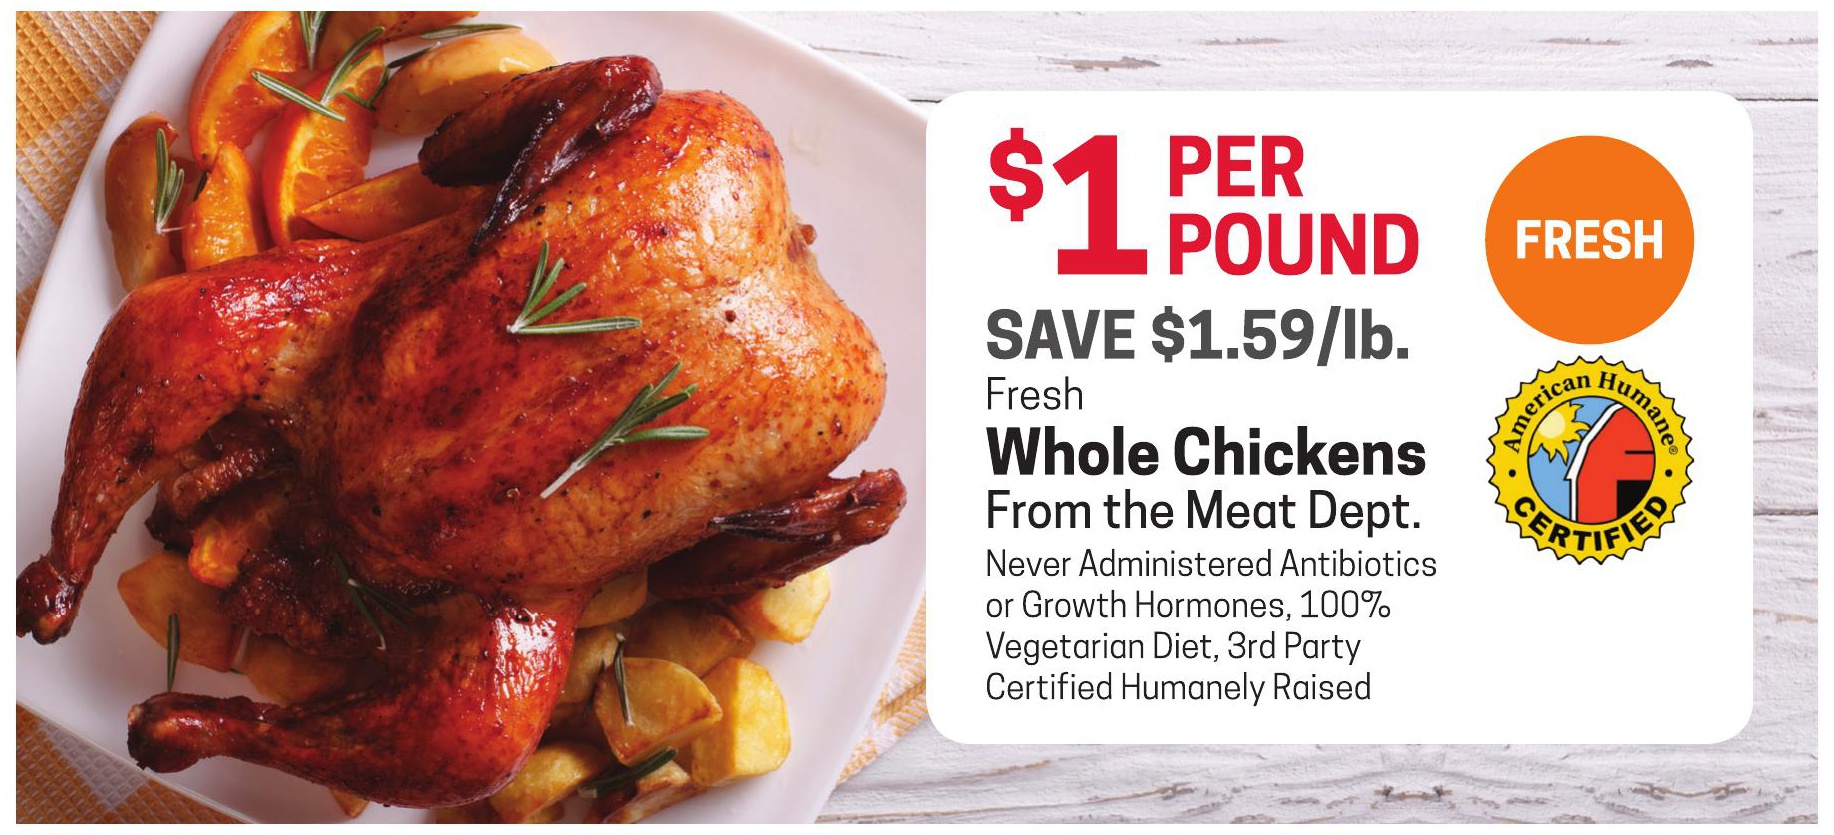 $1 PER
POUND
SAVE $1.59/lb.
Fresh
Whole Chickens
From the Meat Dept.
Never Administered Antibiotics
or Growth Hormones, 100%
Vegetarian Diet, 3rd Party
Certified Humanely Raised
FRESH
American Humane®
CERTIFIED